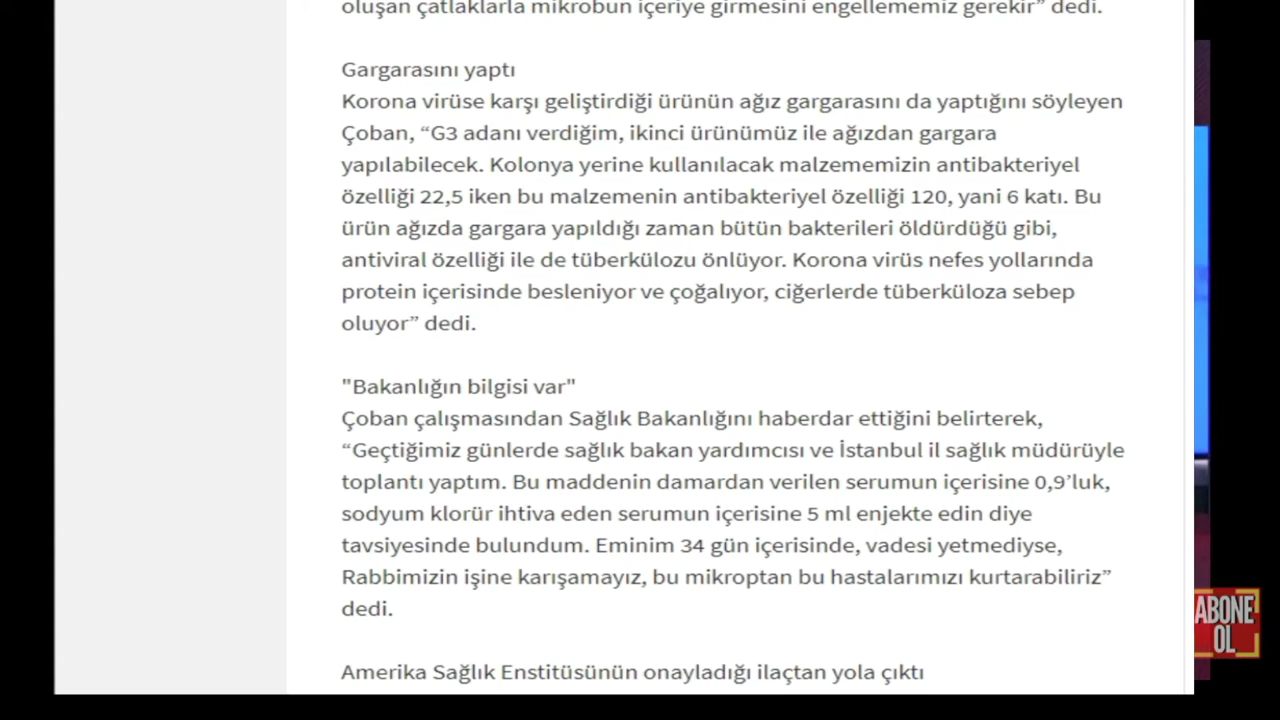 oluşan çatlaklarla mikrobun içeriye girmesini engellememiz gerekir” dedi.
Gargarasını yaptı
Korona virüse karşı geliştirdiği ürünün ağız gargarasını da yaptığını söyleyen
Çoban, “G3 adanı verdiğim, ikinci ürünümüz ile ağızdan gargara
yapılabilecek. Kolonya yerine kullanılacak malzememizin antibakteriyel
özelliği 22,5 iken bu malzemenin antibakteriyel özelliği 120, yani 6 katı. Bu
ürün ağızda gargara yapıldığı zaman bütün bakterileri öldürdüğü gibi,
antiviral özelliği ile de tüberkülozu önlüyor. Korona virüs nefes yollarında
protein içerisinde besleniyor ve çoğalıyor, ciğerlerde tüberküloza sebep
oluyor” dedi.
"Bakanlığın bilgisi var"
Çoban çalışmasından Sağlık Bakanlığını haberdar ettiğini belirterek,
“Geçtiğimiz günlerde sağlık bakan yardımcısı ve İstanbul il sağlık müdürüyle
toplantı yaptım. Bu maddenin damardan verilen serumun içerisine 0,9’luk,
sodyum klorür ihtiva eden serumun içerisine 5 ml enjekte edin diye
tavsiyesinde bulundum. Eminim 34 gün içerisinde, vadesi yetmediyse,
Rabbimizin işine karışamayız, bu mikroptan bu hastalarımızı kurtarabiliriz”
dedi.
Amerika Sağlık Enstitüsünün onayladığı ilaçtan yola çıktı
ABONE
OL